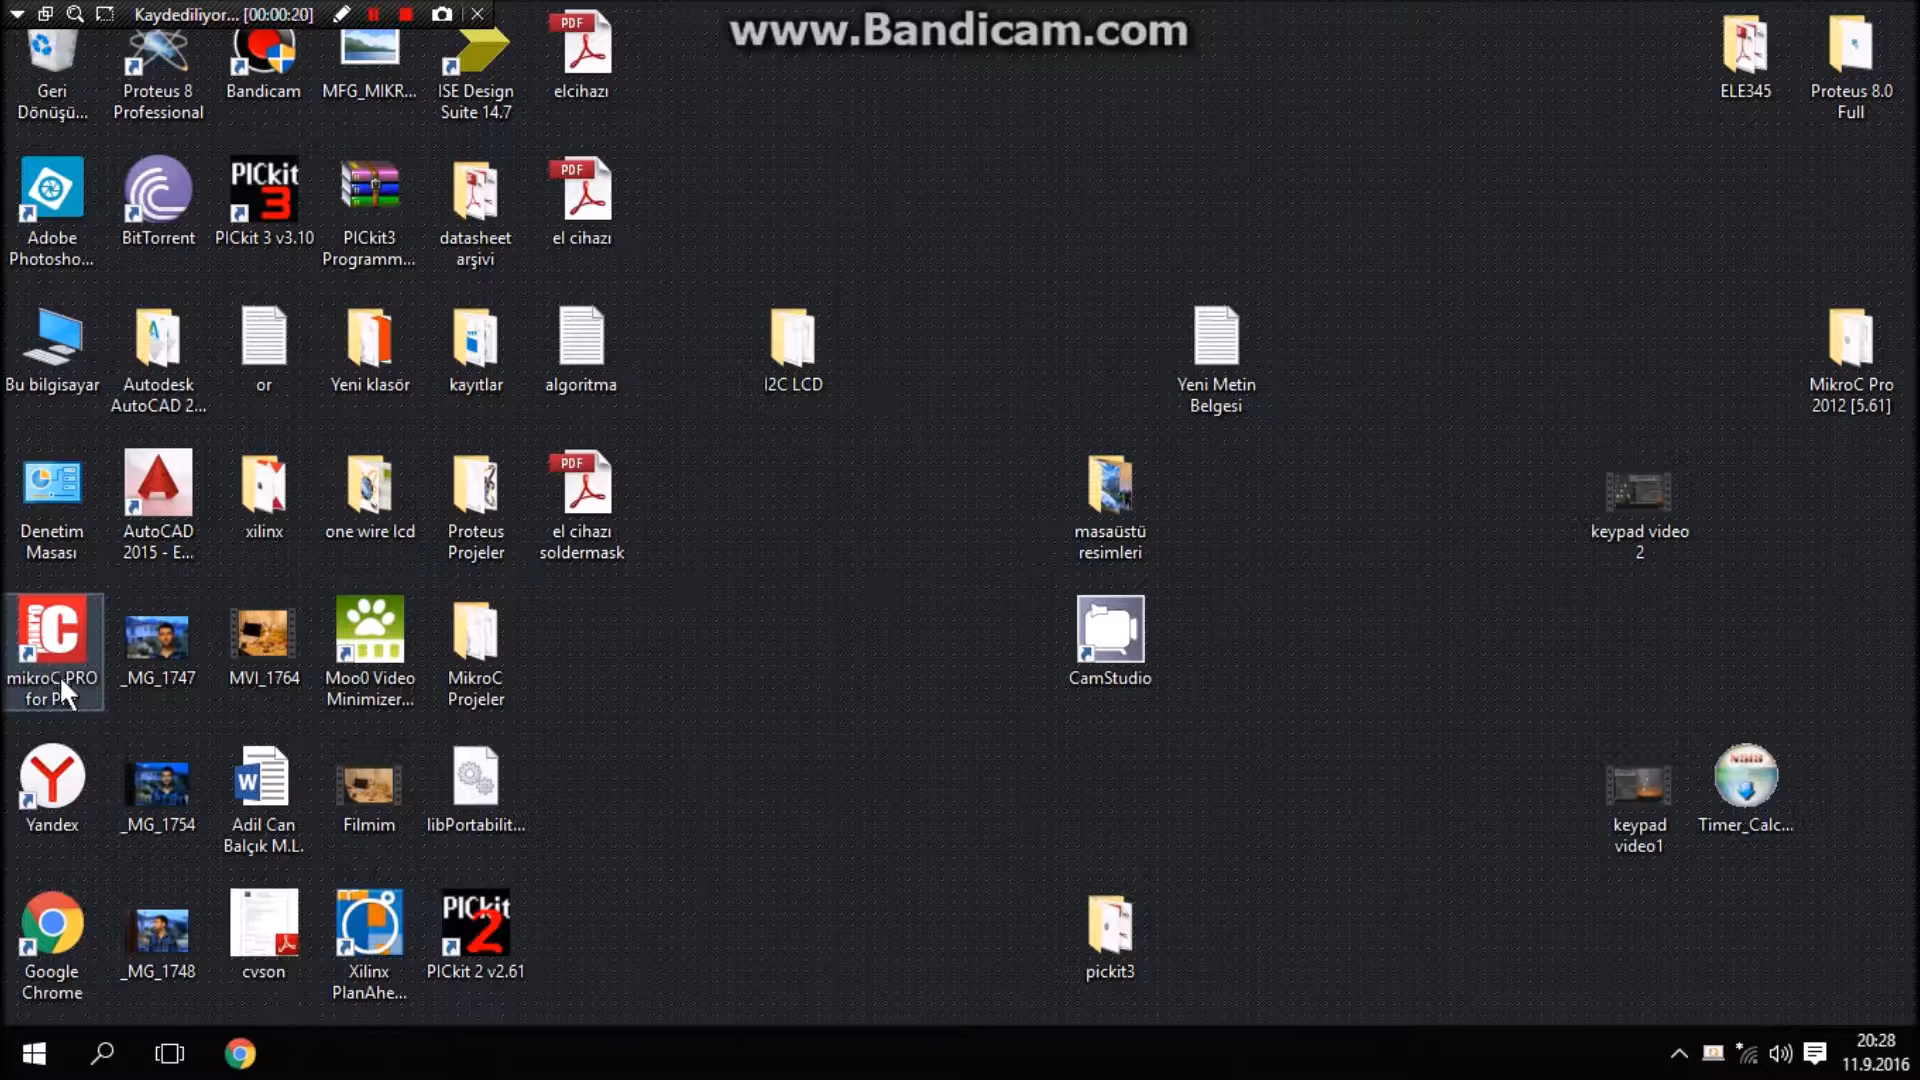 Kaydediliyor... [00:00:20]
www.Bandicam.com
Geri
Dönüşü...
Proteus 8
Professional
Bandicam
MFG_MIKR...
ISE Design
Suite 14.7
PDF
elcihazı
ELE345
Proteus 8.0
Full
Adobe
Photosho...
BitTorrent
PICkit
3
PICkit 3 v3.10
PICkit3
Programm...
datasheet
arşivi
PDF
el cihazı
Bu bilgisayar
Autodesk
AutoCAD 2...
or
Yeni klasör
kayıtlar
algoritma
I2C LCD
Yeni Metin
Belgesi
MikroC Pro
2012 [5.61]
Denetim
Masası
AutoCAD
2015 - E...
xilinx
one wire lcd
Proteus
Projeler
PDF
el cihazı
soldermask
masaüstü
resimleri
keypad video
2
MIKRO
C
mikroC PRO
for
_MG_1747
MVI_1764
Moo0 Video
Minimizer...
MikroC
Projeler
CamStudio
Yandex
_MG_1754
W
Adil Can
Balçık M.L.
Filmim
libPortabilit...
keypad
video1
Timer_Calc...
Google
Chrome
_MG_1748
cvson
Xilinx
PlanAhe...
PICkit
2
PICkit 2 v2.61
pickit3
20:28
11.9.2016